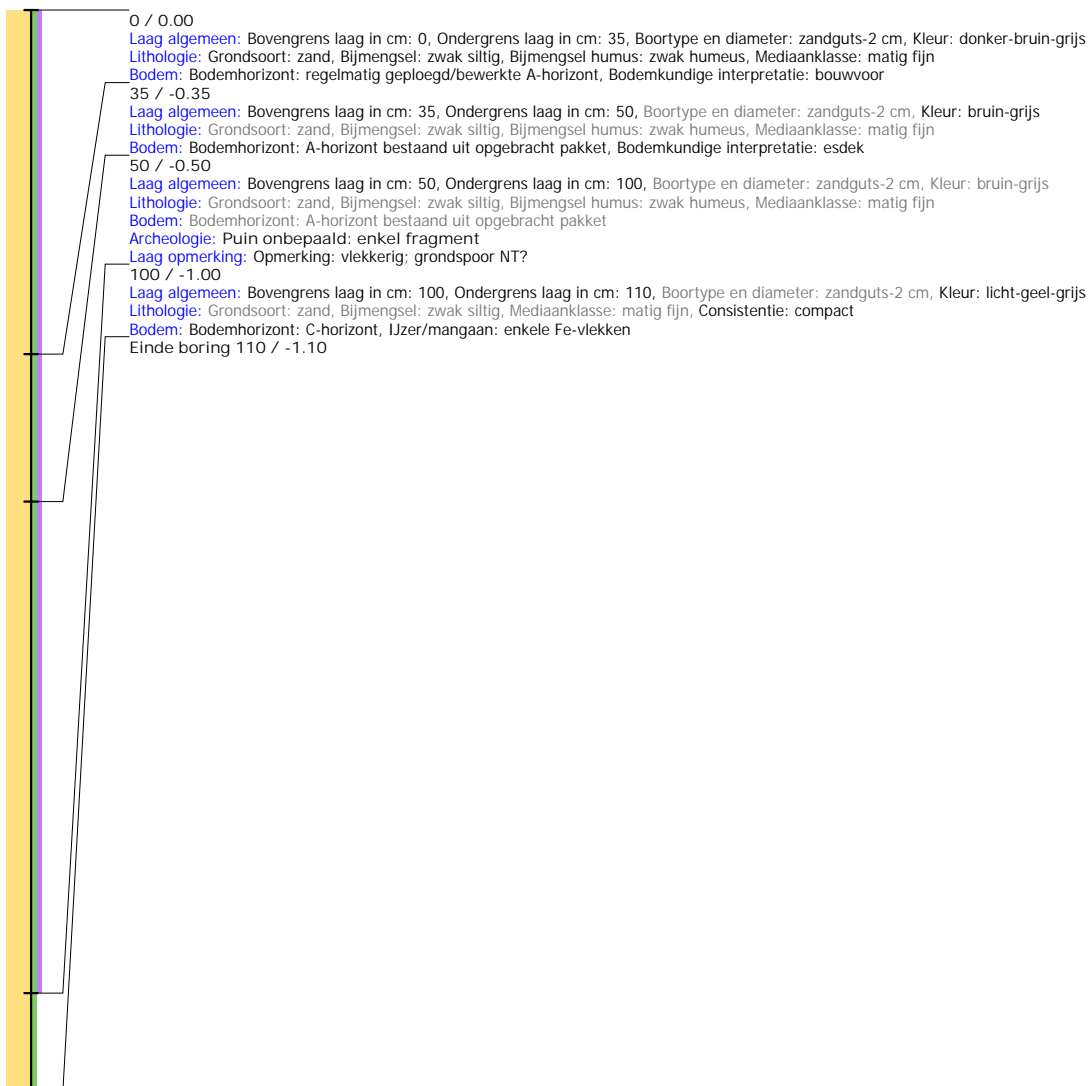 0 / 0.00
Laag algemeen: Bovengrens laag in cm: 0, Ondergrens laag in cm: 35, Boortype en diameter: zandguts-2 cm, Kleur: donker-bruin-grijs
Lithologie: Grondsoort: zand, Bijmengsel: zwak siltig, Bijmengsel humus: zwak humeus, Mediaanklasse: matig fijn
Bodem: Bodemhorizont: regelmatig geploegd/bewerkte A-horizont, Bodemkundige interpretatie: bouwvoor
35 / -0.35
Laag algemeen: Bovengrens laag in cm: 35, Ondergrens laag in cm: 50, Boortype en diameter: zandguts-2 cm, Kleur: bruin-grijs
Lithologie: Grondsoort: zand, Bijmengsel: zwak siltig, Bijmengsel humus: zwak humeus, Mediaanklasse: matig fijn
Bodem: Bodemhorizont: A-horizont bestaand uit opgebracht pakket, Bodemkundige interpretatie: esdek
50 / -0.50
Laag algemeen: Bovengrens laag in cm: 50, Ondergrens laag in cm: 100, Boortype en diameter: zandguts-2 cm, Kleur: bruin-grijs
Lithologie: Grondsoort: zand, Bijmengsel: zwak siltig, Bijmengsel humus: zwak humeus, Mediaanklasse: matig fijn
Bodem: Bodemhorizont: A-horizont bestaand uit opgebracht pakket
Archeologie: Puin onbepaald: enkel fragment
Laag opmerking: Opmerking: vlekkerig; grondspoor NT?
100 / -1.00
Laag algemeen: Bovengrens laag in cm: 100, Ondergrens laag in cm: 110, Boortype en diameter: zandguts-2 cm, Kleur: licht-geel-grijs
Lithologie: Grondsoort: zand, Bijmengsel: zwak siltig, Mediaanklasse: matig fijn, Consistentie: compact
Bodem: Bodemhorizont: C-horizont, IJzer/mangaan: enkele Fe-vlekken
Einde boring 110 / -1.10